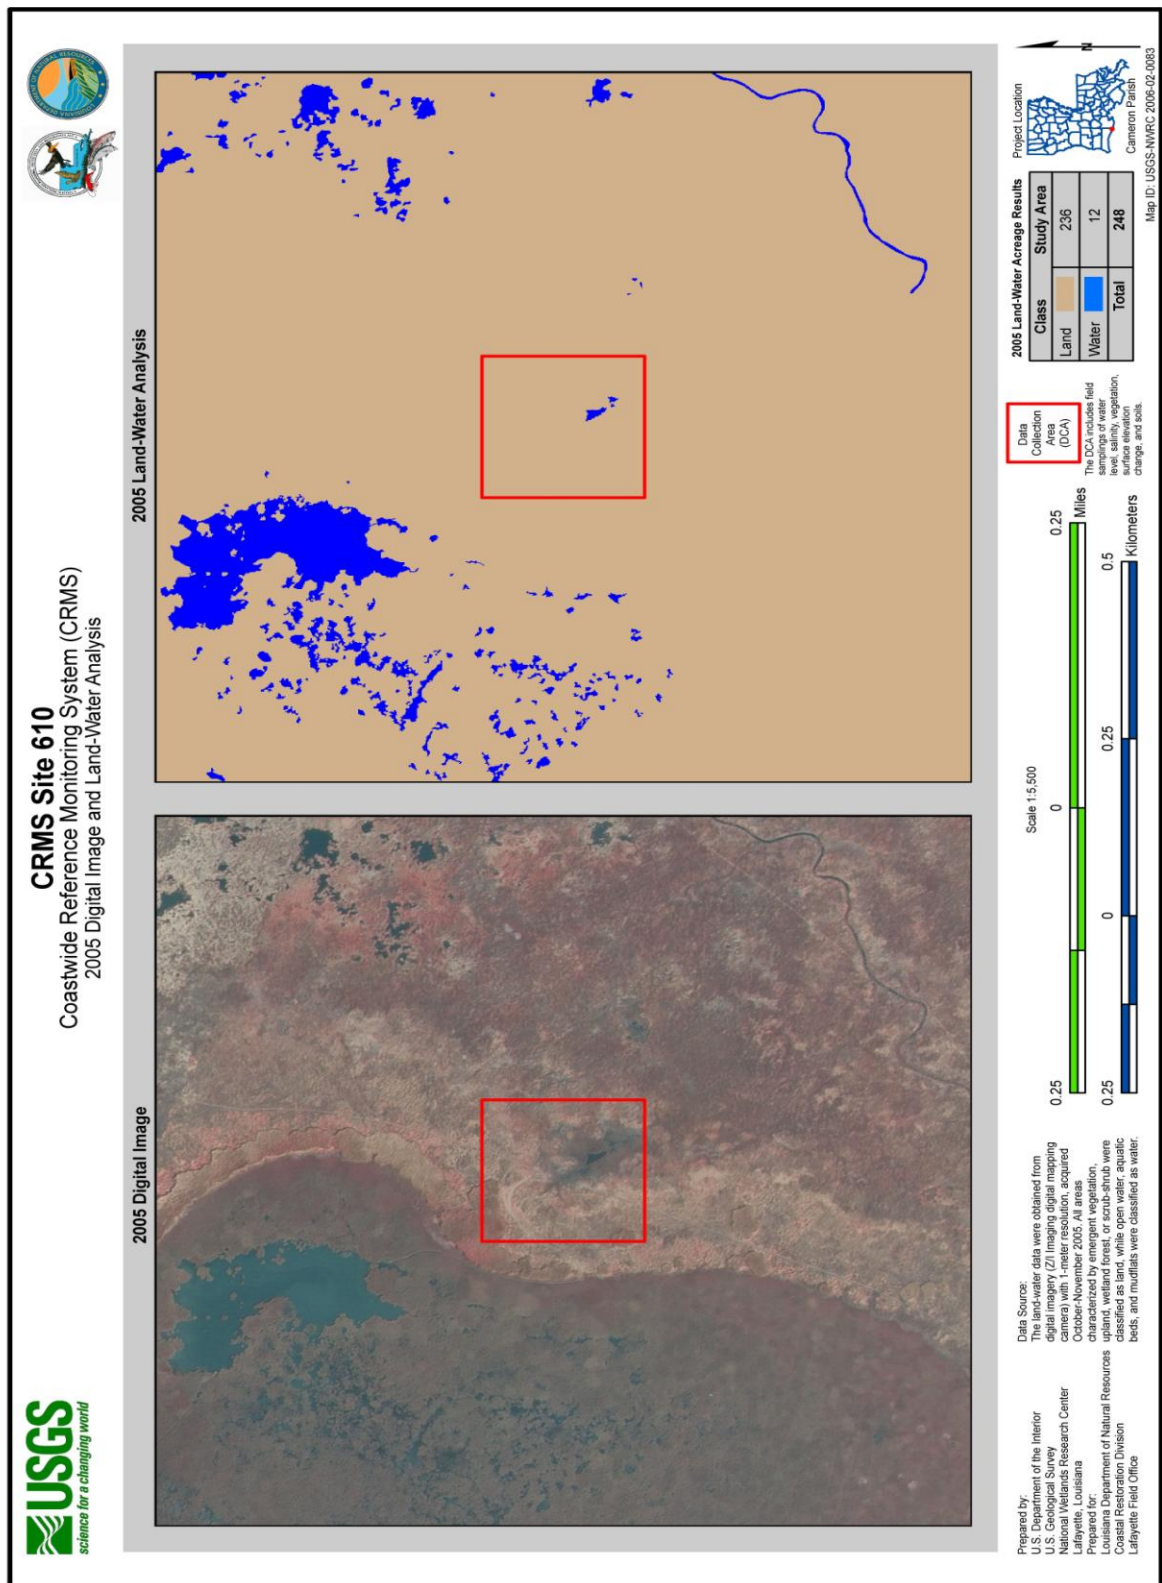 USGS
science for a changing world
CRMS Site 610
Coastwide Reference Monitoring System (CRMS)
2005 Digital Image and Land-Water Analysis
2005 Digital Image
2005 Land-Water Analysis
Prepared by:
U.S. Department of the Interior
U.S. Geological Survey
National Wetlands Research Center
Lafayette, Louisiana
Prepared for:
Louisiana Department of Natural Resources
Coastal Restoration Division
Lafayette Field Office
Data Source:
The land-water data were obtained from
digital imagery (Z/I Imaging digital mapping
camera) with 1-meter resolution, acquired
October-November 2005. All areas
characterized by emergent vegetation,
upland, wetland forest, or scrub-shrub were
classified as land, while open water, aquatic
beds, and mudflats were classified as water.
Scale 1:5,500
0.25 0 0.25
Miles
0.25 0 0.25 0.5
Kilometers
Data
Collection
Area
(DCA)
The DCA includes field
samplings of water
level, salinity, vegetation,
surface elevation
change, and soils.
2005 Land-Water Acreage Results
Class Study Area
Land 236
Water 12
Total 248
Project Location
Cameron Parish
N
Map ID: USGS-NWRC 2006-02-0083
LOUISIANA DEPARTMENT OF NATURAL RESOURCES